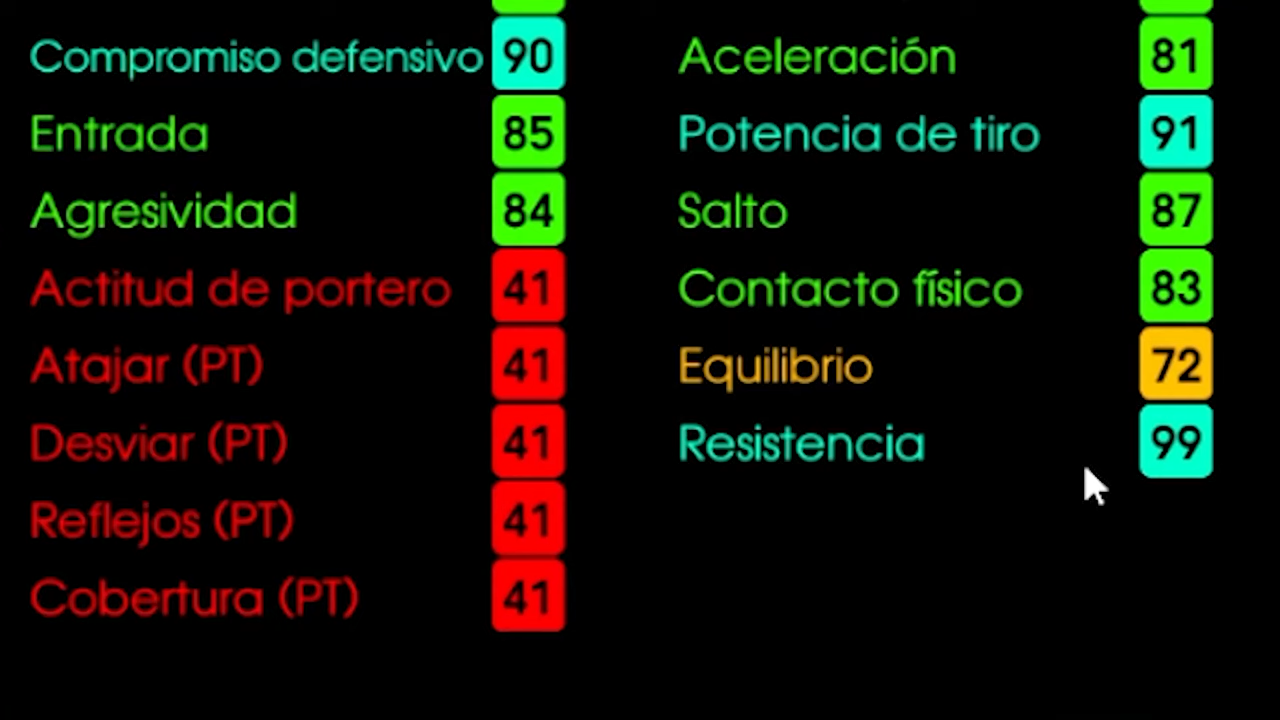 Compromiso defensivo 90
Entrada 85
Agresividad 84
Actitud de portero 41
Atajar (PT) 41
Desviar (PT) 41
Reflejos (PT) 41
Cobertura (PT) 41
Aceleración 81
Potencia de tiro 91
Salto 87
Contacto físico 83
Equilibrio 72
Resistencia 99